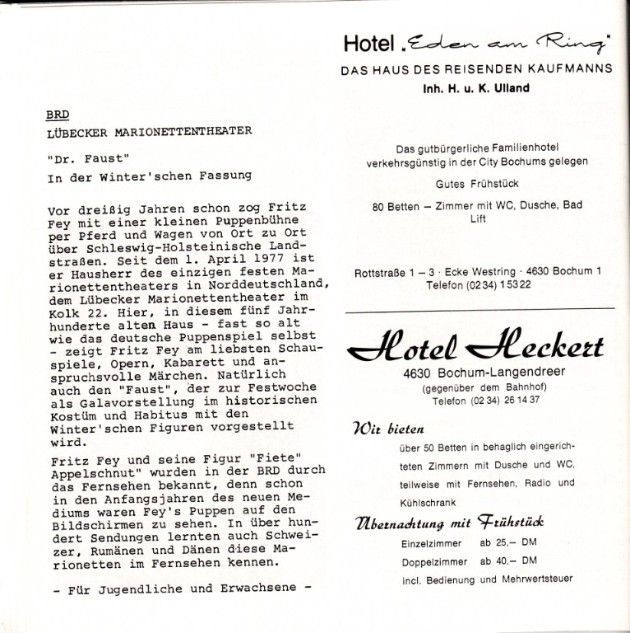 BRD
LÜBECKER MARIONETTENTHEATER
"Dr. Faust"
In der Winter'schen Fassung
Vor dreißig Jahren schon zog Fritz
Fey mit einer kleinen Puppenbühne
per Pferd und Wagen von Ort zu Ort
über Schleswig-Holsteinische Land-
straßen. Seit dem 1. April 1977 ist
er Hausherr des einzigen festen Ma-
rionettentheaters in Norddeutschland,
dem Lübecker Marionettentheater im
Kolk 22. Hier, in diesem fünf Jahr-
hunderte alten Haus - fast so alt
wie das deutsche Puppenspiel selbst
- zeigt Fritz Fey am liebsten Schau-
spiele, Opern, Kabarett und an-
spruchsvolle Märchen. Natürlich
auch den "Faust", der zur Festwoche
als Galavorstellung im historischen
Kostüm und Habitus mit den
Winter'schen Figuren vorgestellt
wird.
Fritz Fey und seine Figur "Fiete"
Appelschnut" wurden in der BRD durch
das Fernsehen bekannt, denn schon
in den Anfangsjahren des neuen Me-
diums waren Fey's Puppen auf den
Bildschirmen zu sehen. In über hun-
dert Sendungen lernten auch Schwei-
zer, Rumänen und Dänen diese Ma-
rionetten im Fernsehen kennen.
- Für Jugendliche und Erwachsene -
Hotel „Eden am Ring"
DAS HAUS DES REISENDEN KAUFMANNS
Inh. H. u. K. Ulland
Das gutbürgerliche Familienhotel
verkehrsgünstig in der City Bochums gelegen
Gutes Frühstück
80 Betten – Zimmer mit WC, Dusche, Bad
Lift
Rottstraße 1 – 3 · Ecke Westring · 4630 Bochum 1
Telefon (02 34) 1 53 22
Hotel Heckert
4630 Bochum-Langendreer
(gegenüber dem Bahnhof)
Telefon (02 34) 26 14 37
Wir bieten
über 50 Betten in behaglich eingerich-
teten Zimmern mit Dusche und WC,
teilweise mit Fernsehen, Radio und
Kühlschrank
Übernachtung mit Frühstück
Einzelzimmer ab 25,– DM
Doppelzimmer ab 40,– DM
incl. Bedienung und Mehrwertsteuer